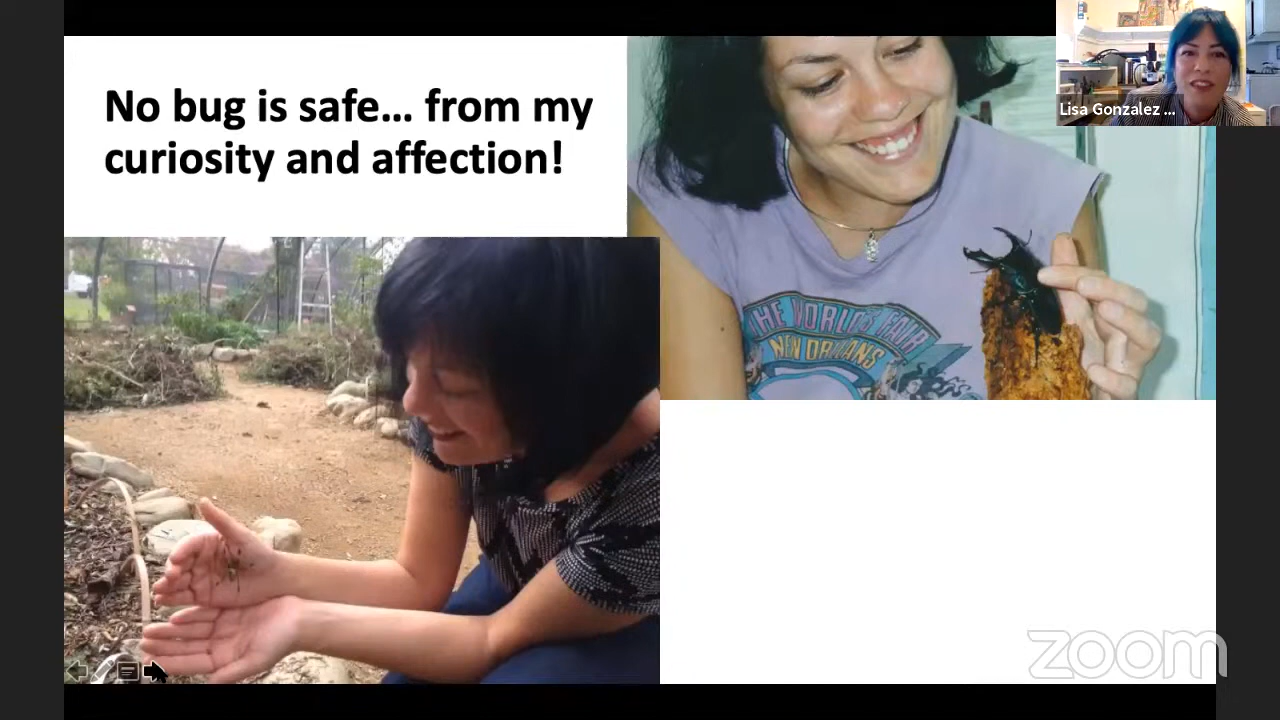 No bug is safe... from my
curiosity and affection!
Lisa Gonzalez ...
THE WORLD'S FAIR
NEW ORLEANS
zoom